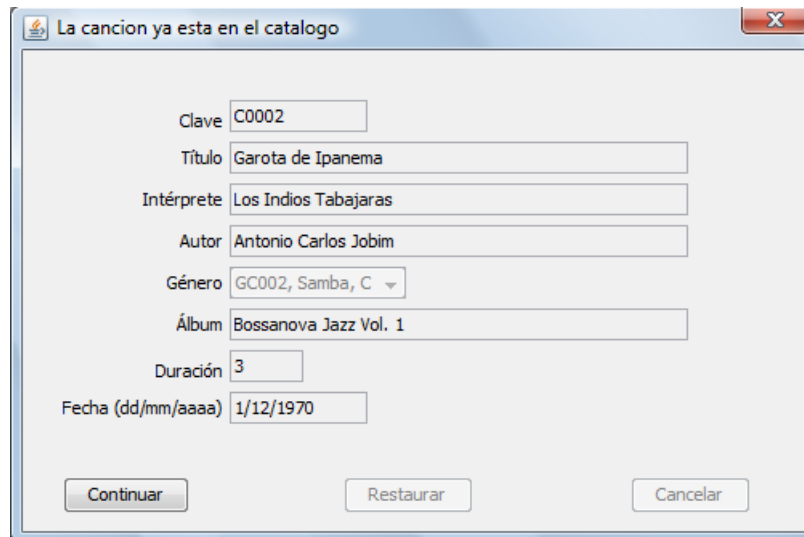 La cancion ya esta en el catalogo
Clave C0002
Título Garota de Ipanema
Intérprete Los Indios Tabajaras
Autor Antonio Carlos Jobim
Género GC002, Samba, C
Álbum Bossanova Jazz Vol. 1
Duración 3
Fecha (dd/mm/aaaa) 1/12/1970
Continuar Restaurar Cancelar